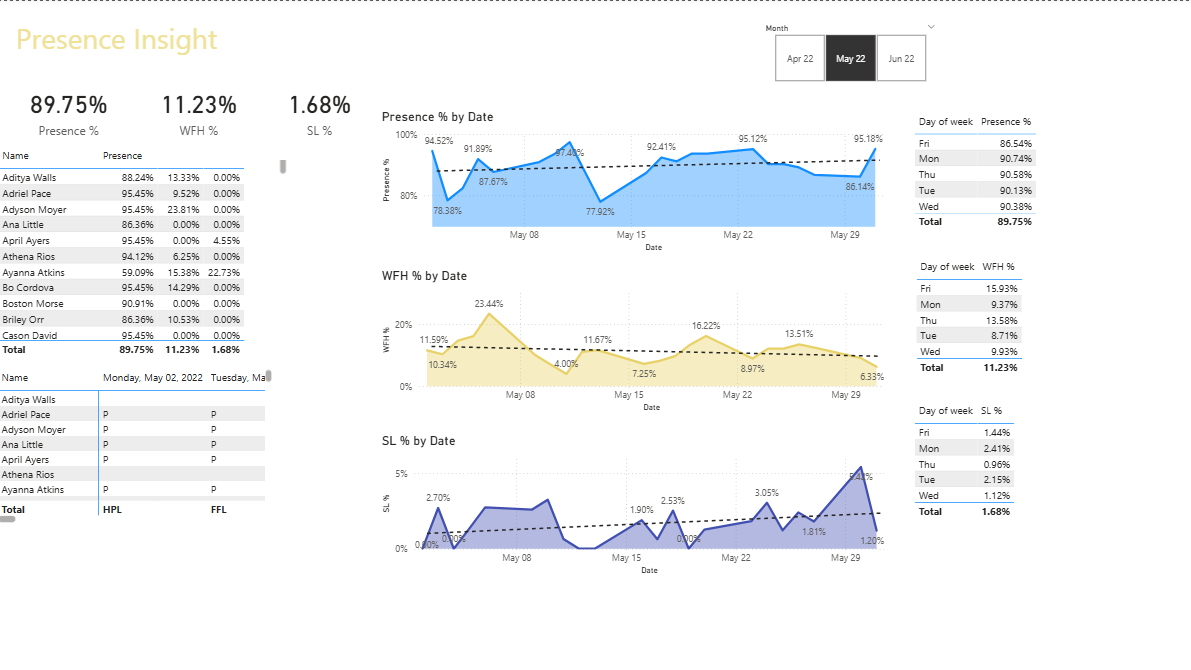 Presence Insight
Month
Apr 22 May 22 Jun 22
89.75% 11.23% 1.68%
Presence % WFH % SL %
Name Presence
Aditya Walls 88.24% 13.33% 0.00%
Adriel Pace 95.45% 9.52% 0.00%
Adyson Moyer 95.45% 23.81% 0.00%
Ana Little 86.36% 0.00% 0.00%
April Ayers 95.45% 0.00% 4.55%
Athena Rios 94.12% 6.25% 0.00%
Ayanna Atkins 59.09% 15.38% 22.73%
Bo Cordova 95.45% 14.29% 0.00%
Boston Morse 90.91% 0.00% 0.00%
Briley Orr 86.36% 10.53% 0.00%
Cason David 95.45% 0.00% 0.00%
Total 89.75% 11.23% 1.68%
Name Monday, May 02, 2022 Tuesday, Ma
Aditya Walls
Adriel Pace P P
Adyson Moyer P P
Ana Little P P
April Ayers P P
Athena Rios
Ayanna Atkins P P
Total HPL FFL
Presence % by Date
Presence %
100%
80%
94.52%
78.38%
91.89%
87.67%
97.40%
77.92%
92.41%
95.12%
86.14%
95.18%
May 08 May 15 May 22 May 29
Date
WFH % by Date
WFH %
20%
0%
11.59%
10.34%
23.44%
4.00%
11.67%
7.25%
16.22%
8.97%
13.51%
6.33%
May 08 May 15 May 22 May 29
Date
SL % by Date
SL %
5%
0%
0.00%
2.70%
0.00%
1.90%
2.53%
0.00%
3.05%
1.81%
5.42%
1.20%
May 08 May 15 May 22 May 29
Date
Day of week Presence %
Fri 86.54%
Mon 90.74%
Thu 90.58%
Tue 90.13%
Wed 90.38%
Total 89.75%
Day of week WFH %
Fri 15.93%
Mon 9.37%
Thu 13.58%
Tue 8.71%
Wed 9.93%
Total 11.23%
Day of week SL %
Fri 1.44%
Mon 2.41%
Thu 0.96%
Tue 2.15%
Wed 1.12%
Total 1.68%